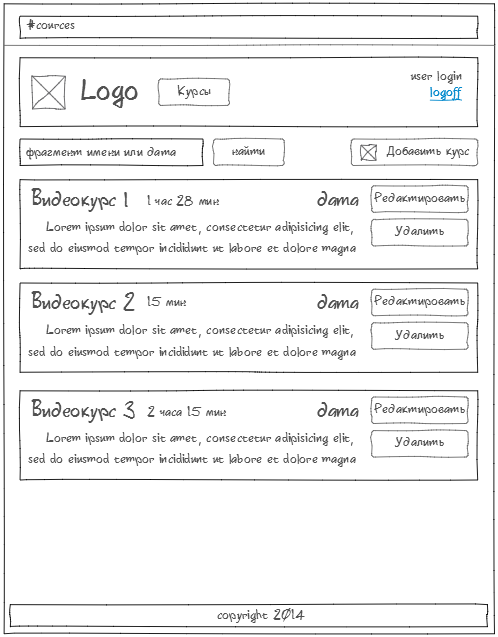 #cources
user login
Logo Курсы logoff
фрагмент имени или дата найти Добавить курс
Видеокурс 1 1 час 28 мин дата Редактировать
Lorem ipsum dolor sit amet, consectetur adipisicing elit, Удалить
sed do eiusmod tempor incididunt ut labore et dolore magna
Видеокурс 2 15 мин дата Редактировать
Lorem ipsum dolor sit amet, consectetur adipisicing elit, Удалить
sed do eiusmod tempor incididunt ut labore et dolore magna
Видеокурс 3 2 часа 15 мин дата Редактировать
Lorem ipsum dolor sit amet, consectetur adipisicing elit, Удалить
sed do eiusmod tempor incididunt ut labore et dolore magna
copyright 2014